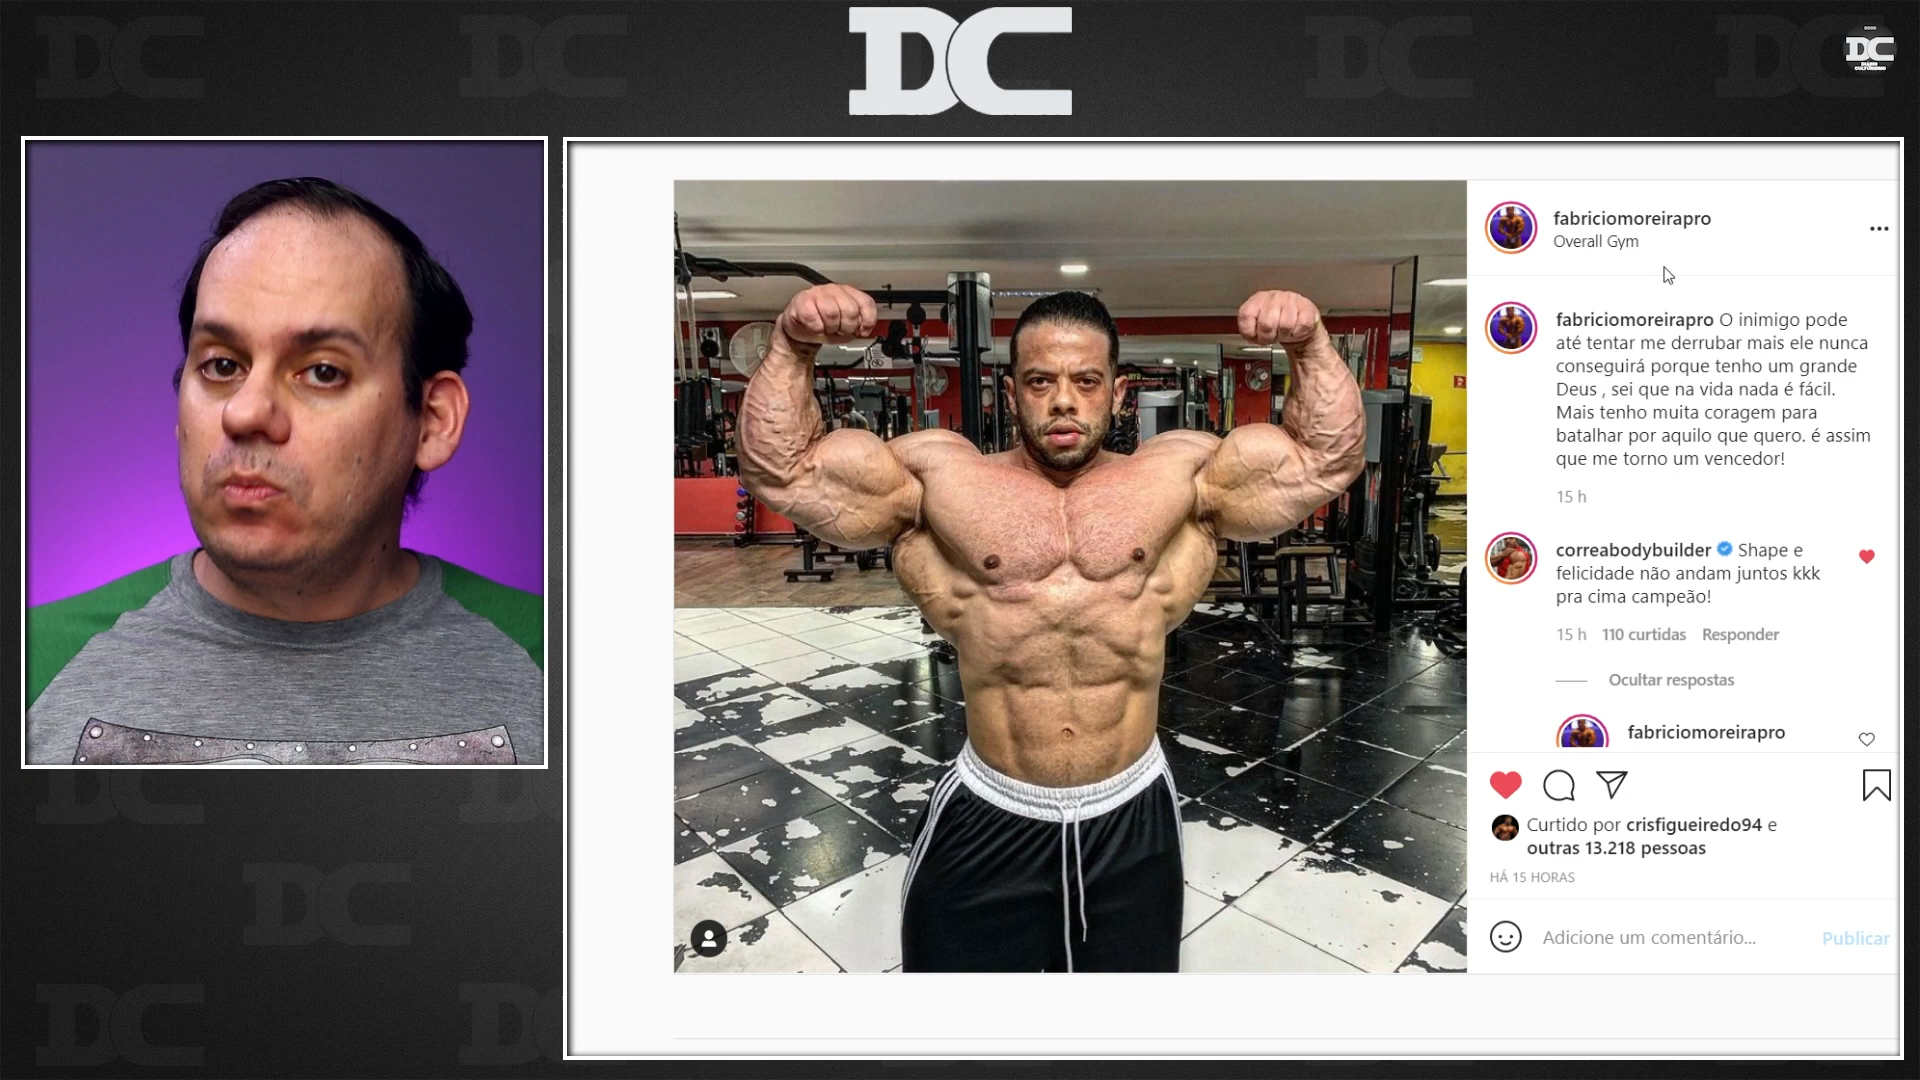 DC
DC
DIÁRIO
CULTURISMO
fabriciomoreirapro
Overall Gym
fabriciomoreirapro O inimigo pode
até tentar me derrubar mais ele nunca
conseguirá porque tenho um grande
Deus , sei que na vida nada é fácil.
Mais tenho muita coragem para
batalhar por aquilo que quero. é assim
que me torno um vencedor!
15 h
correabodybuilder Shape e
felicidade não andam juntos kkk
pra cima campeão!
15 h 110 curtidas Responder
Ocultar respostas
fabriciomoreirapro
Curtido por crisfigueiredo94 e
outras 13.218 pessoas
HÁ 15 HORAS
Adicione um comentário... Publicar